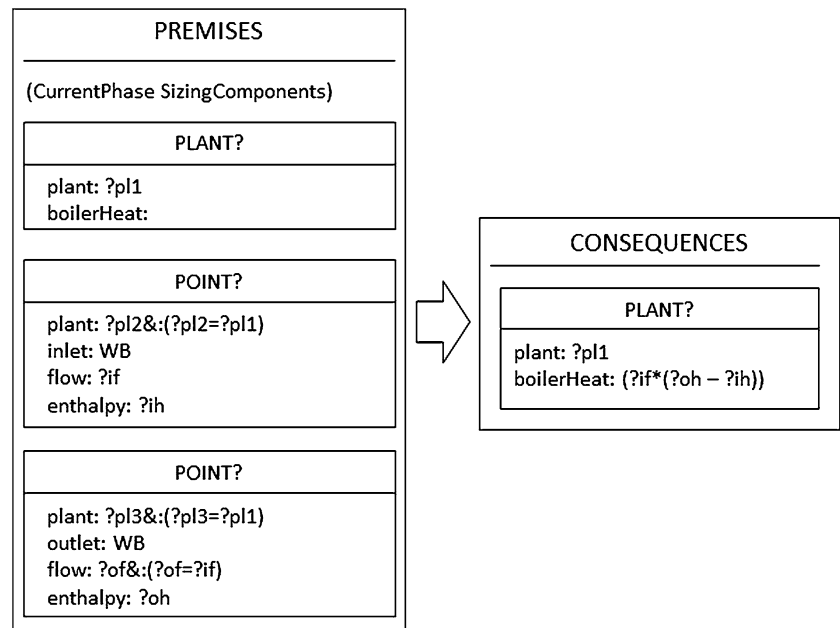 PREMISES
(CurrentPhase SizingComponents)
PLANT?
plant: ?pl1
boilerHeat:
POINT?
plant: ?pl2&:(?pl2=?pl1)
inlet: WB
flow: ?if
enthalpy: ?ih
POINT?
plant: ?pl3&:(?pl3=?pl1)
outlet: WB
flow: ?of&:(?of=?if)
enthalpy: ?oh
CONSEQUENCES
PLANT?
plant: ?pl1
boilerHeat: (?if*(?oh – ?ih))